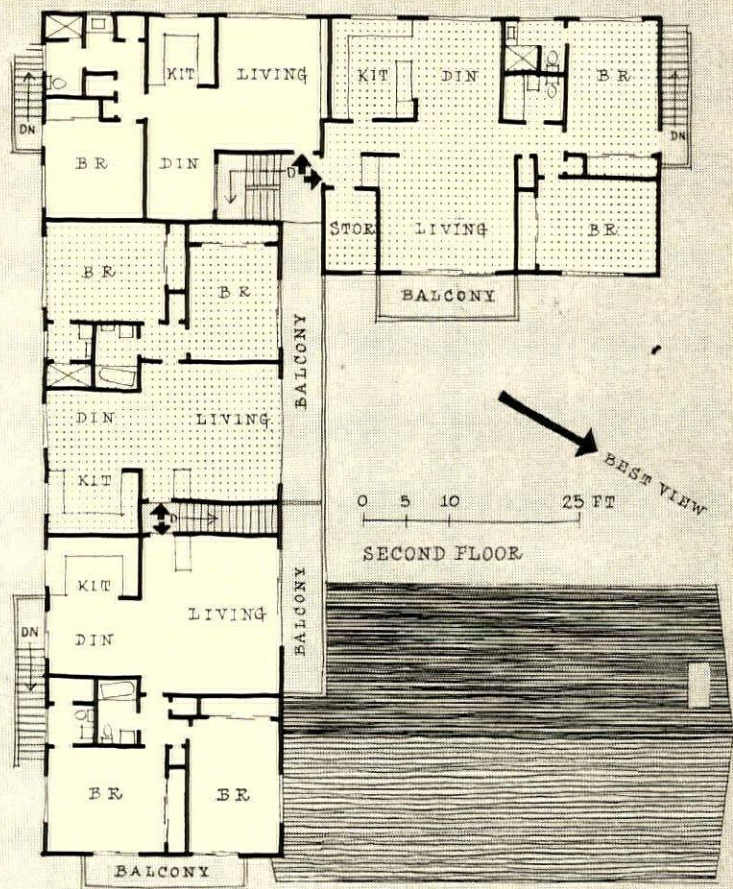 KIT
LIVING
KIT
DIN
BR
DN
DN
BR
DIN
D
STOR
LIVING
BR
BR
BR
BALCONY
BALCONY
DIN
LIVING
BEST VIEW
KIT
0 5 10 25 FT
D
SECOND FLOOR
KIT
LIVING
BALCONY
DIN
DN
BR
BR
BALCONY